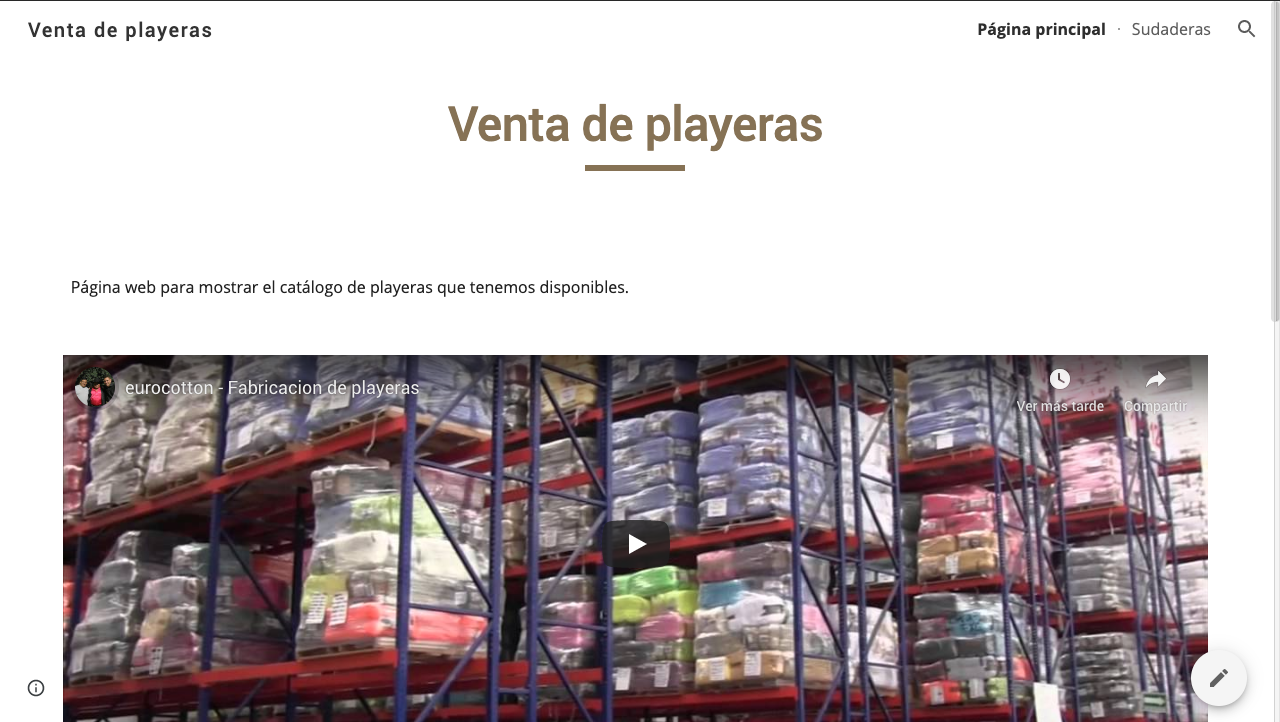 Venta de playeras
Página principal · Sudaderas
Venta de playeras
Página web para mostrar el catálogo de playeras que tenemos disponibles.
eurocotton - Fabricacion de playeras
Ver más tarde
Compartir